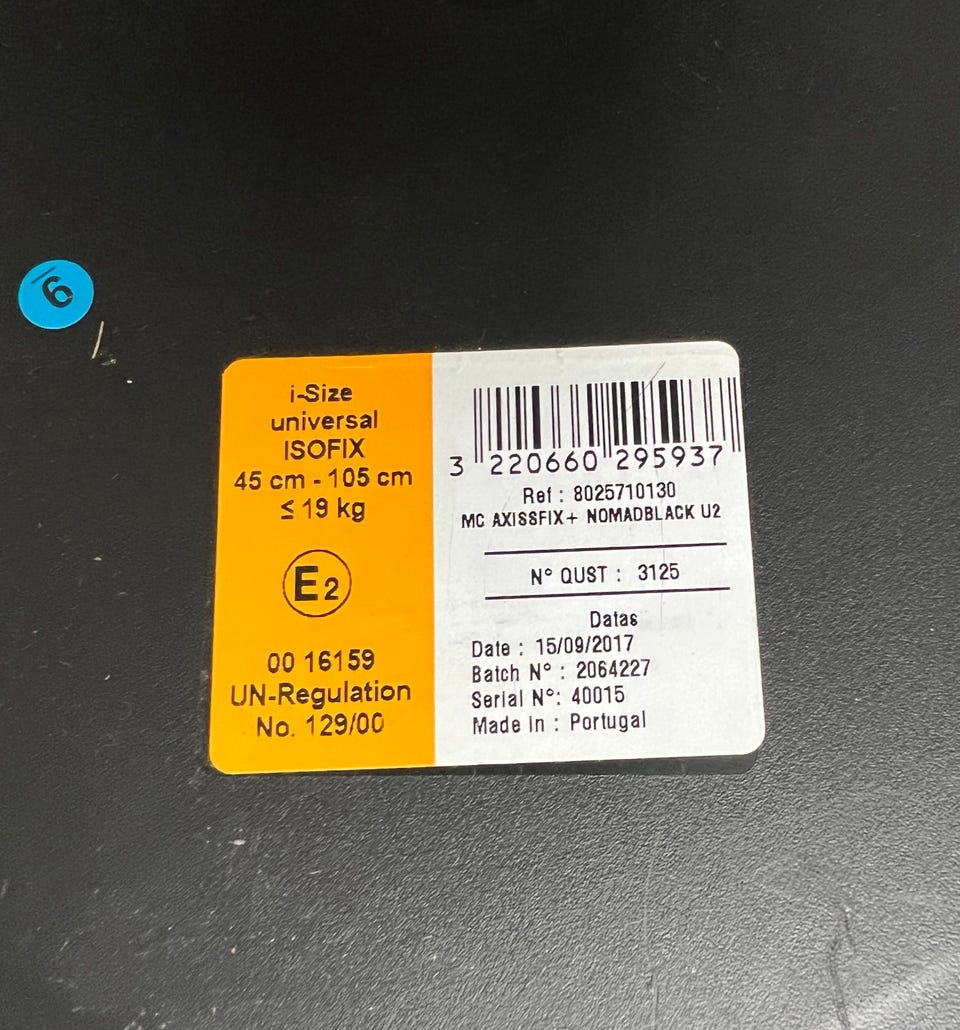 6
i-Size
universal
ISOFIX
45 cm - 105 cm
≤ 19 kg
E2
00 16159
UN-Regulation
No. 129/00
3 220660 295937
Ref : 8025710130
MC AXISSFIX+ NOMADBLACK U2
N° QUST : 3125
Datas
Date : 15/09/2017
Batch N° : 2064227
Serial N°: 40015
Made in : Portugal